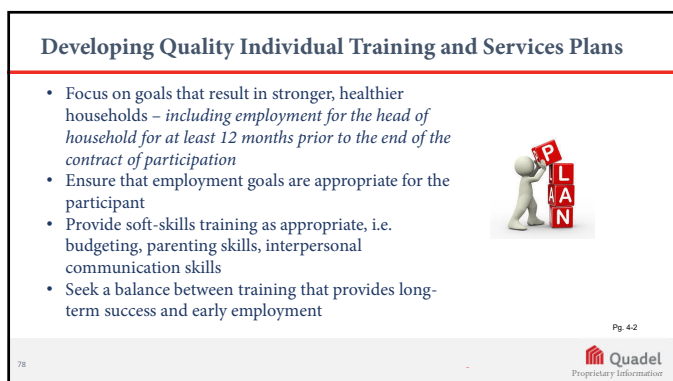 Developing Quality Individual Training and Services Plans
• Focus on goals that result in stronger, healthier
households – including employment for the head of
household for at least 12 months prior to the end of the
contract of participation
• Ensure that employment goals are appropriate for the
participant
• Provide soft-skills training as appropriate, i.e.
budgeting, parenting skills, interpersonal
communication skills
• Seek a balance between training that provides long-
term success and early employment
P
L
A A
N
Pg. 4-2
78
-
Quadel
Proprietary Information